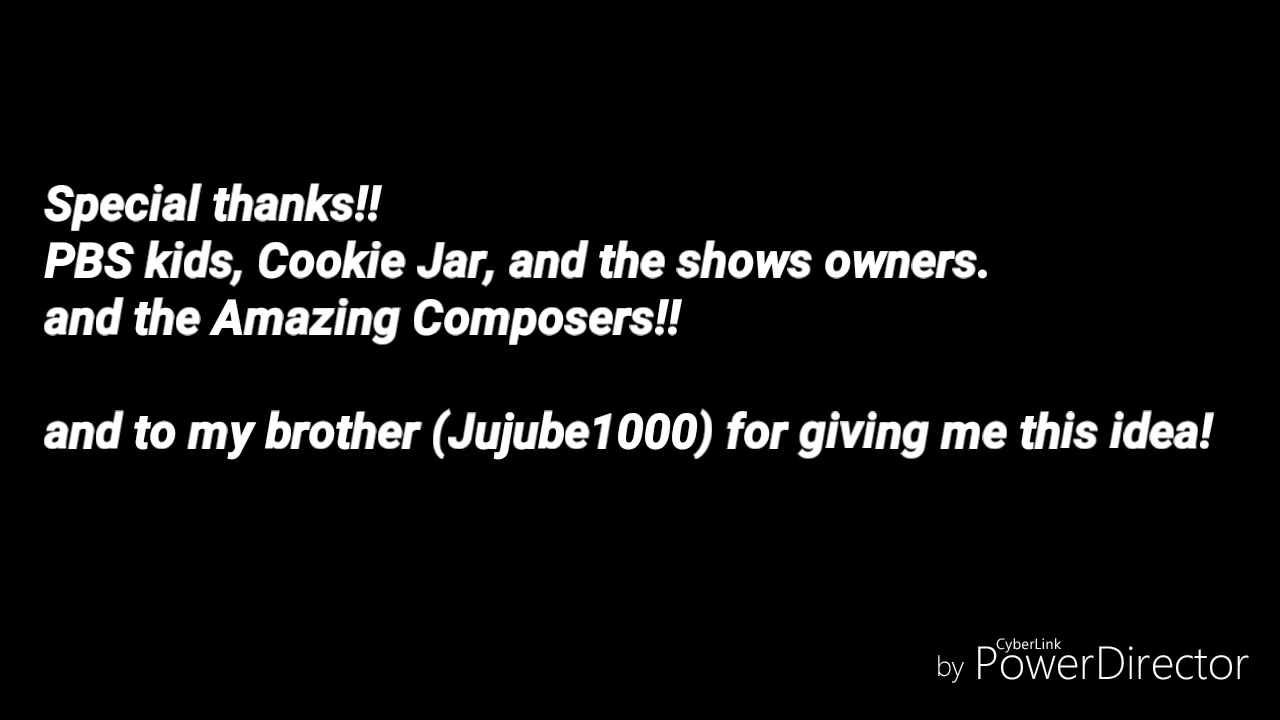 Special thanks!!
PBS kids, Cookie Jar, and the shows owners.
and the Amazing Composers!!
and to my brother (Jujube1000) for giving me this idea!
CyberLink
by PowerDirector